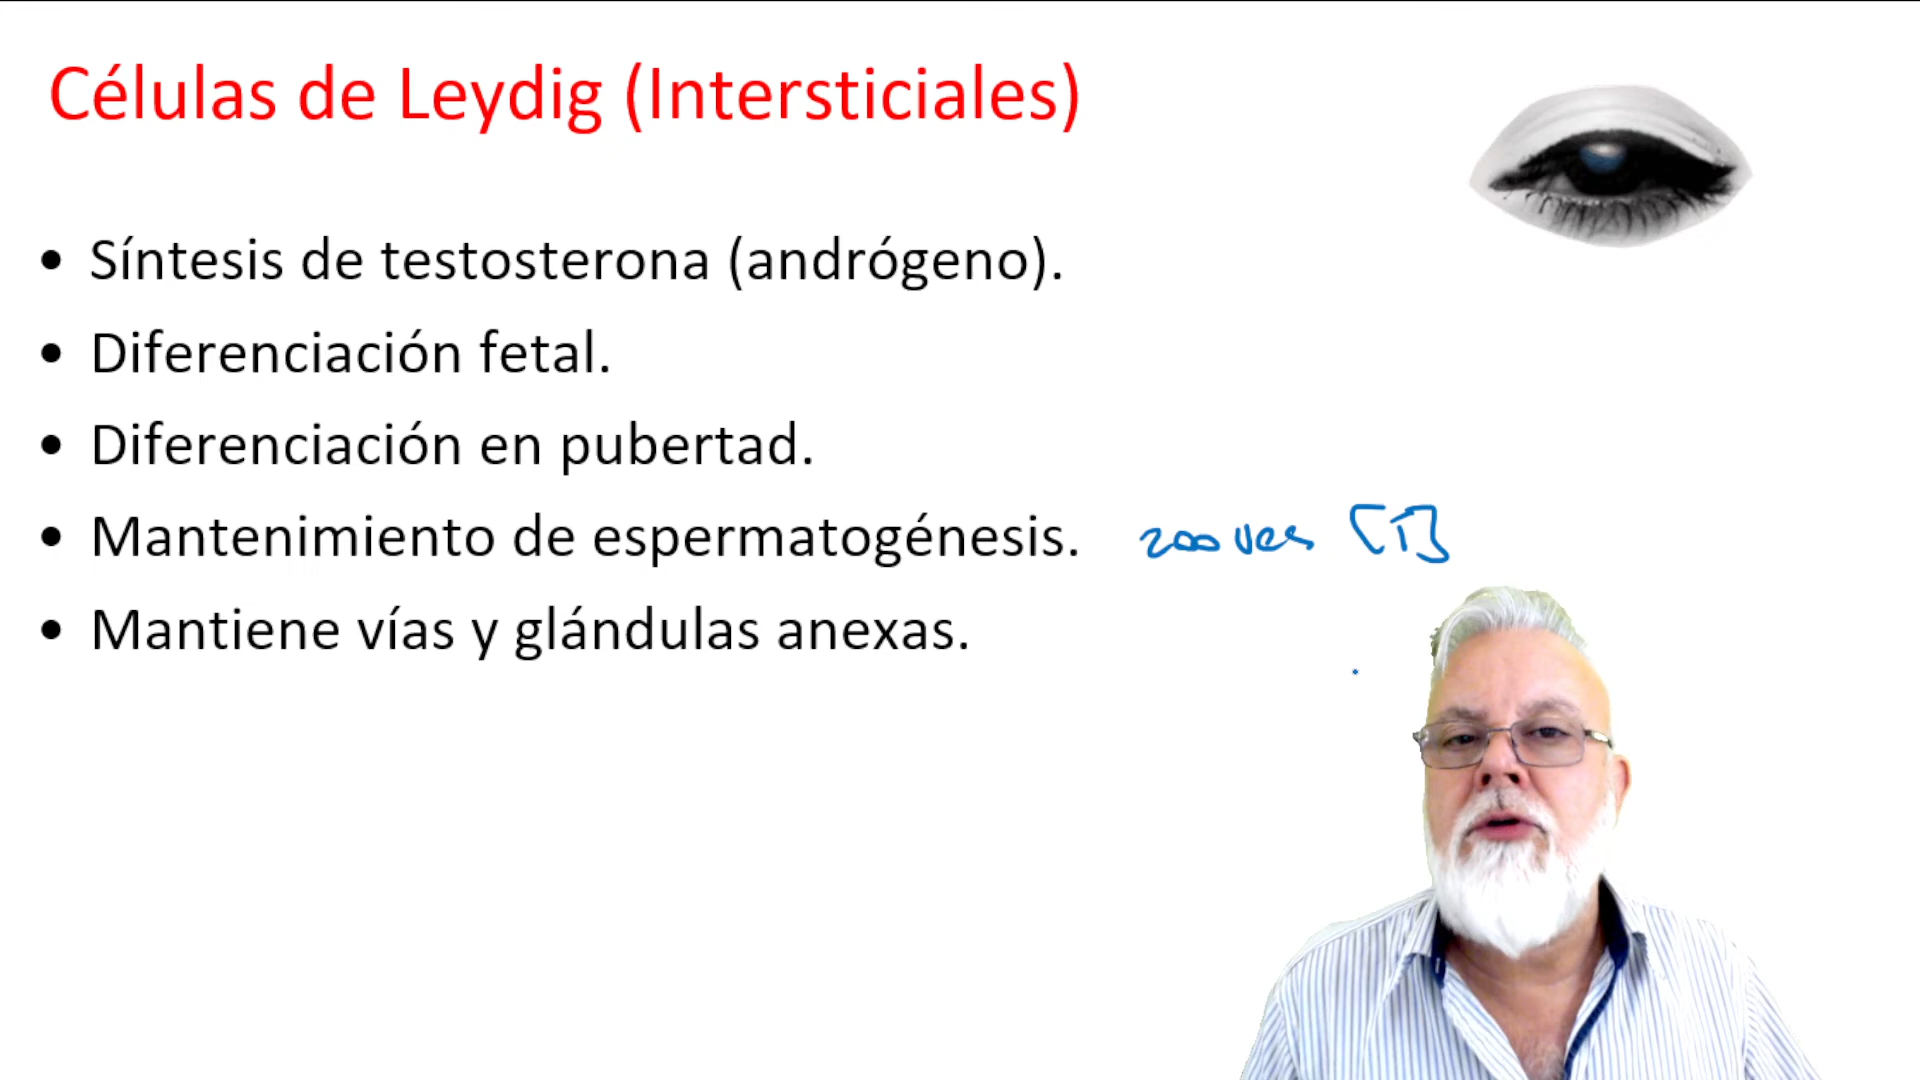 Células de Leydig (Intersticiales)
• Síntesis de testosterona (andrógeno).
• Diferenciación fetal.
• Diferenciación en pubertad.
• Mantenimiento de espermatogénesis. 200 ves [T]
• Mantiene vías y glándulas anexas.